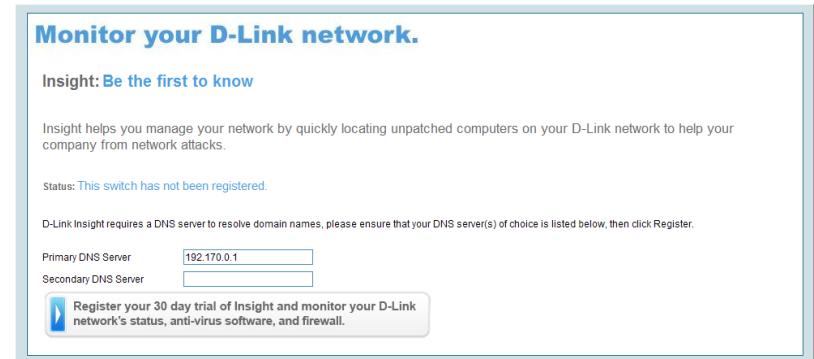 Monitor your D-Link network.
Insight: Be the first to know
Insight helps you manage your network by quickly locating unpatched computers on your D-Link network to help your
company from network attacks.
Status: This switch has not been registered.
D-Link Insight requires a DNS server to resolve domain names, please ensure that your DNS server(s) of choice is listed below, then click Register.
Primary DNS Server 192.170.0.1
Secondary DNS Server
Register your 30 day trial of Insight and monitor your D-Link
network's status, anti-virus software, and firewall.